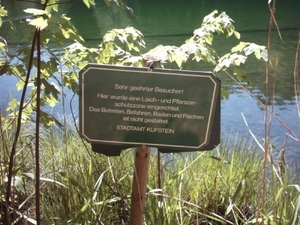 Sehr geehrter Besucher!
Hier wurde eine Laich - und Pflanzen -
schutzzone eingerichtet.
Das Betreten, Befahren, Baden und Fischen
ist nicht gestattet
STADTAMT KUFSTEIN